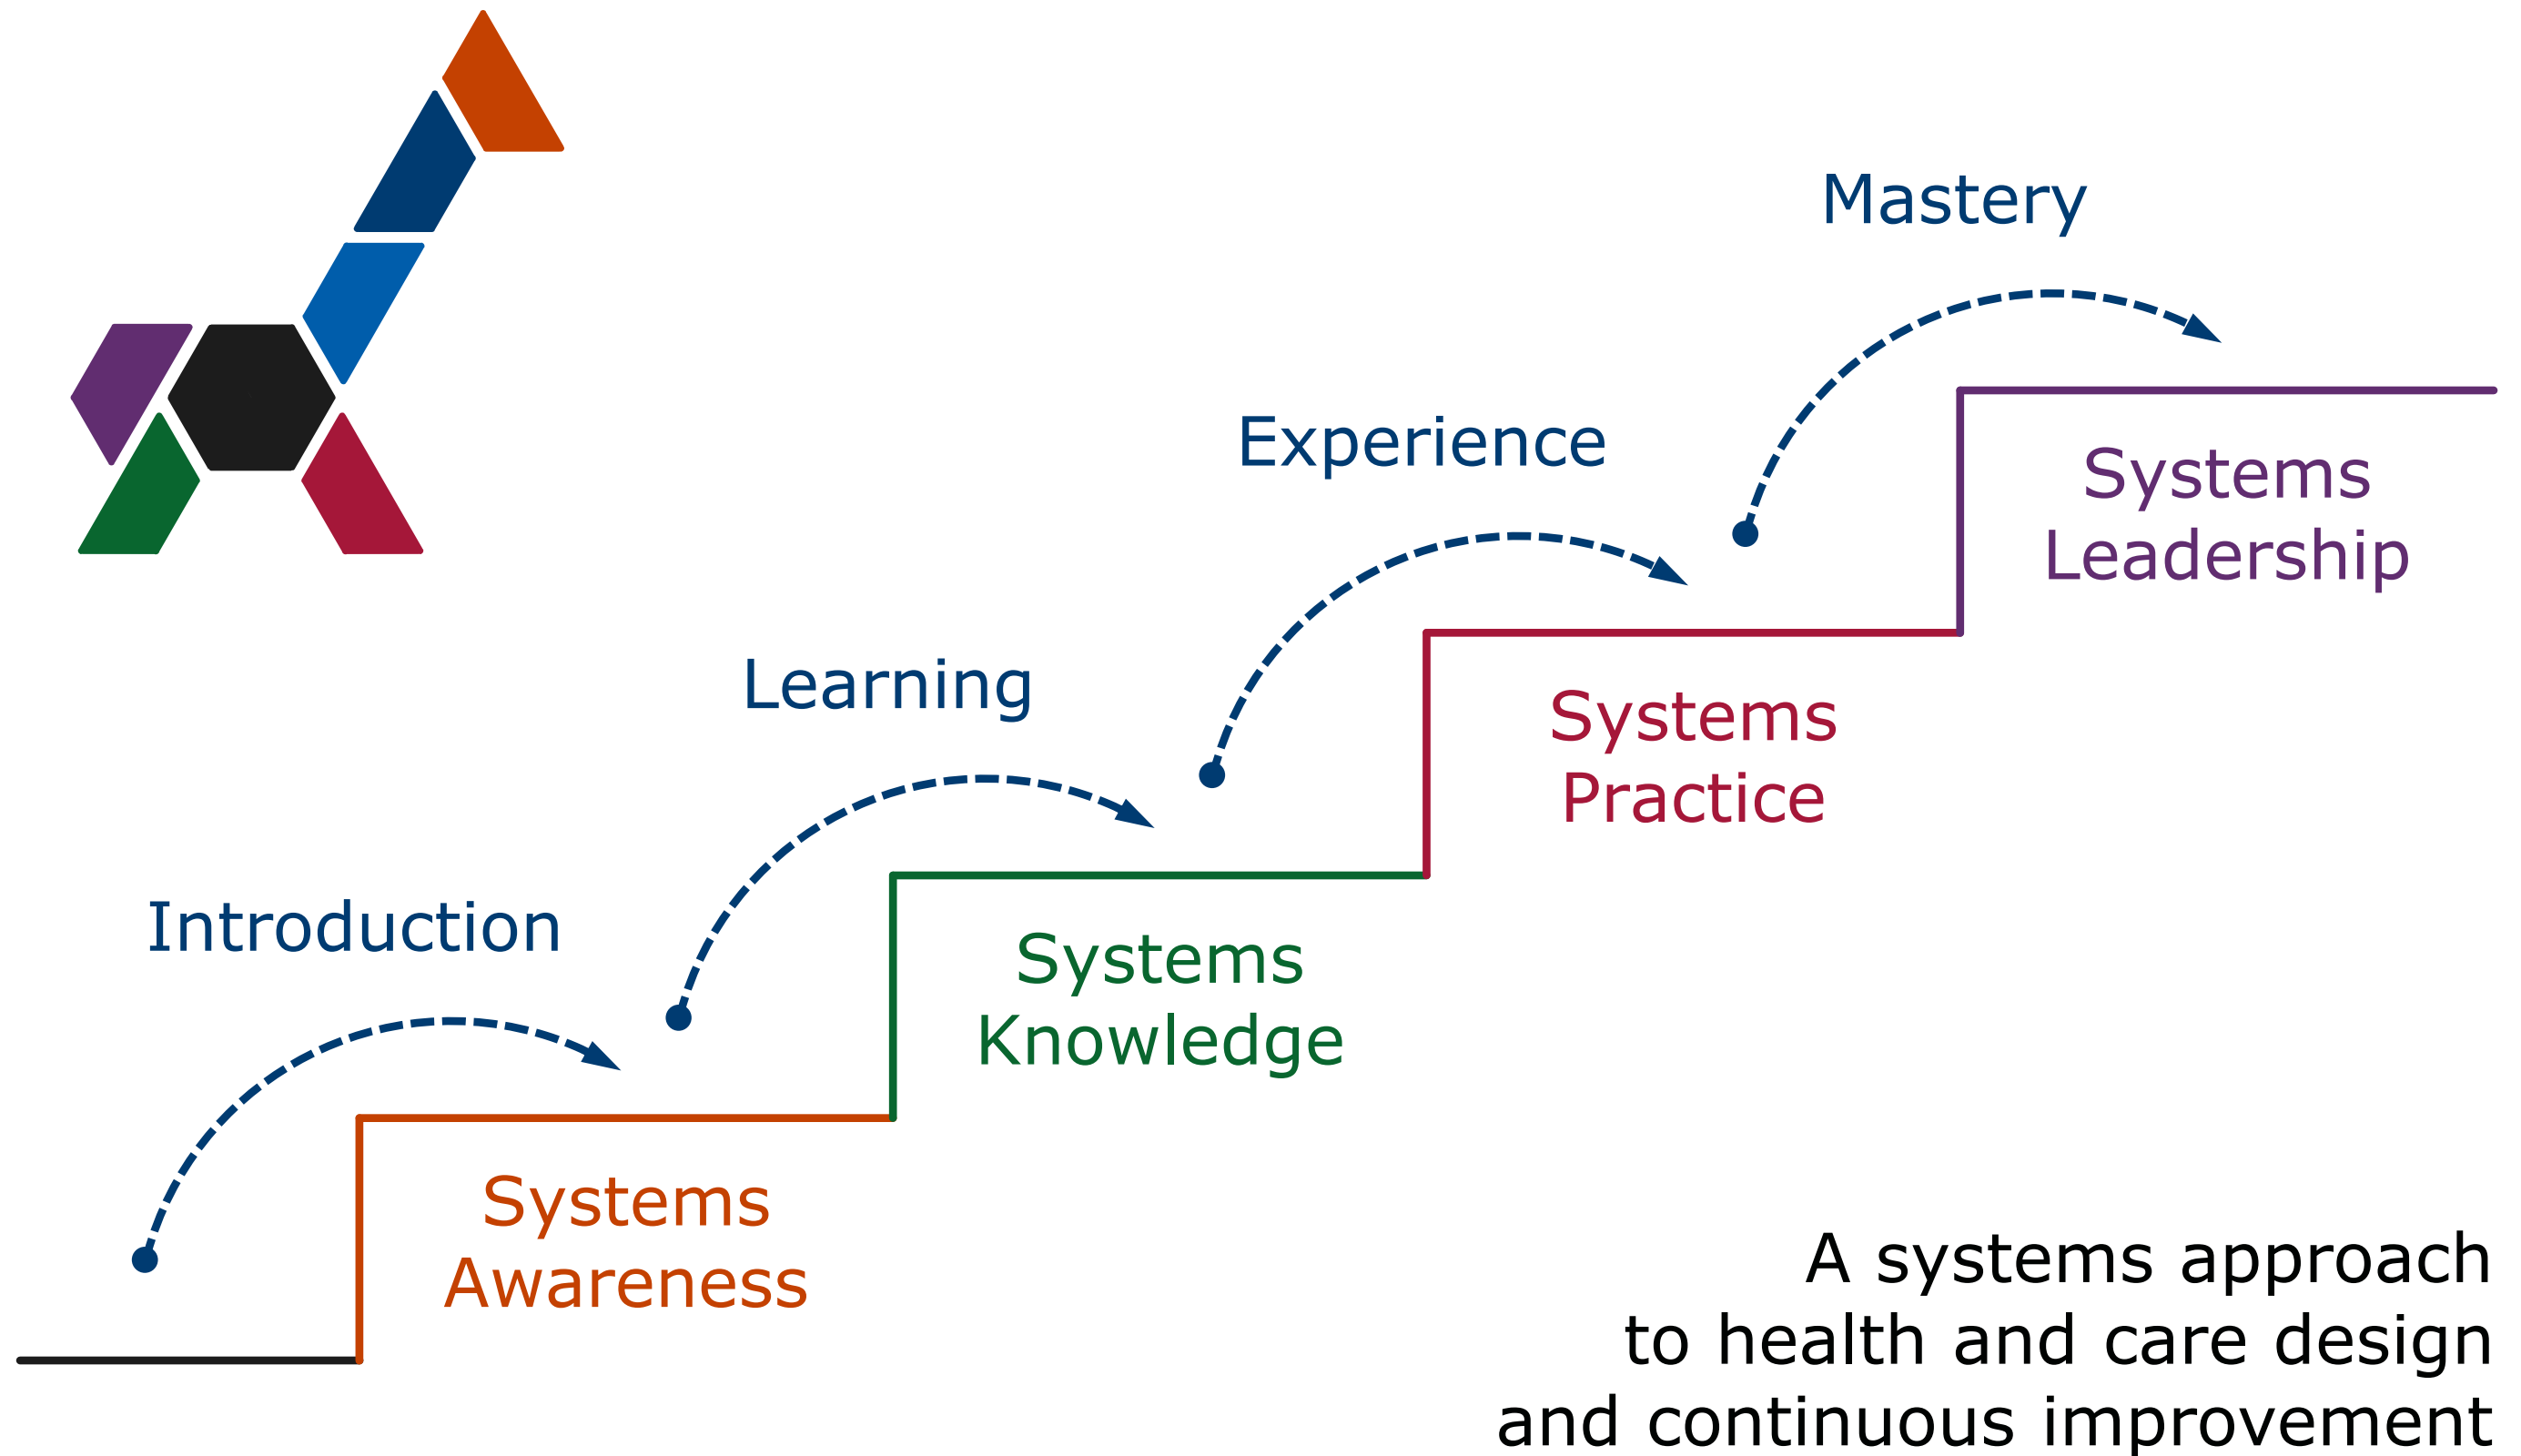 Mastery
Experience
Systems
Leadership
Learning
Systems
Practice
Introduction
Systems
Knowledge
Systems
Awareness
A systems approach
to health and care design
and continuous improvement